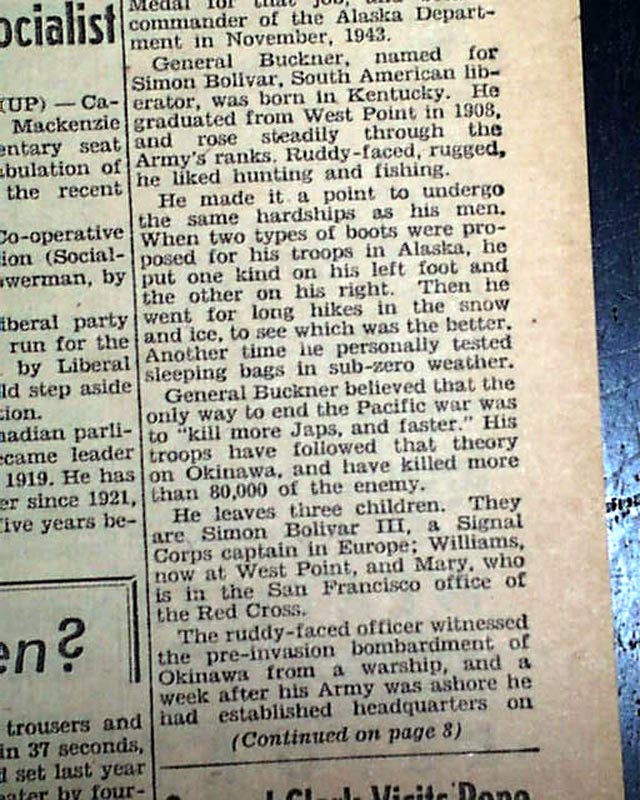 ocialist
(UP) — Ca-
Mackenzie
entary seat
abulation of
the recent
Co-operative
ion (Social-
werman, by
iberal party
run for the
by Liberal
ld step aside
tion.
nadian parli-
ecame leader
1919. He has
er since 1921,
five years be-
en?
trousers and
in 37 seconds,
d set last year
eater by four-
Medal for that job, and
commander of the Alaska Depart-
ment in November, 1943.
General Buckner, named for
Simon Bolivar, South American lib-
erator, was born in Kentucky. He
graduated from West Point in 1908,
and rose steadily through the
Army's ranks. Ruddy-faced, rugged,
he liked hunting and fishing.
He made it a point to undergo
the same hardships as his men.
When two types of boots were pro-
posed for his troops in Alaska, he
put one kind on his left foot and
the other on his right. Then he
went for long hikes in the snow
and ice, to see which was the better.
Another time he personally tested
sleeping bags in sub-zero weather.
General Buckner believed that the
only way to end the Pacific war was
to "kill more Japs, and faster." His
troops have followed that theory
on Okinawa, and have killed more
than 80,000 of the enemy.
He leaves three children. They
are Simon Bolivar III, a Signal
Corps captain in Europe; Williams,
now at West Point, and Mary, who
is in the San Francisco office of
the Red Cross.
The ruddy-faced officer witnessed
the pre-invasion bombardment of
Okinawa from a warship, and a
week after his Army was ashore he
had established headquarters on
(Continued on page 8)
Clark Visits Pope